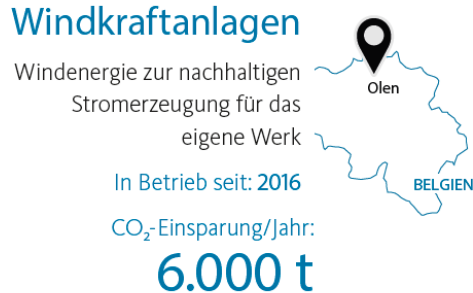 Windkraftanlagen
Windenergie zur nachhaltigen
Stromerzeugung für das
eigene Werk
In Betrieb seit: 2016
CO₂-Einsparung/Jahr:
6.000 t
Olen
BELGIEN